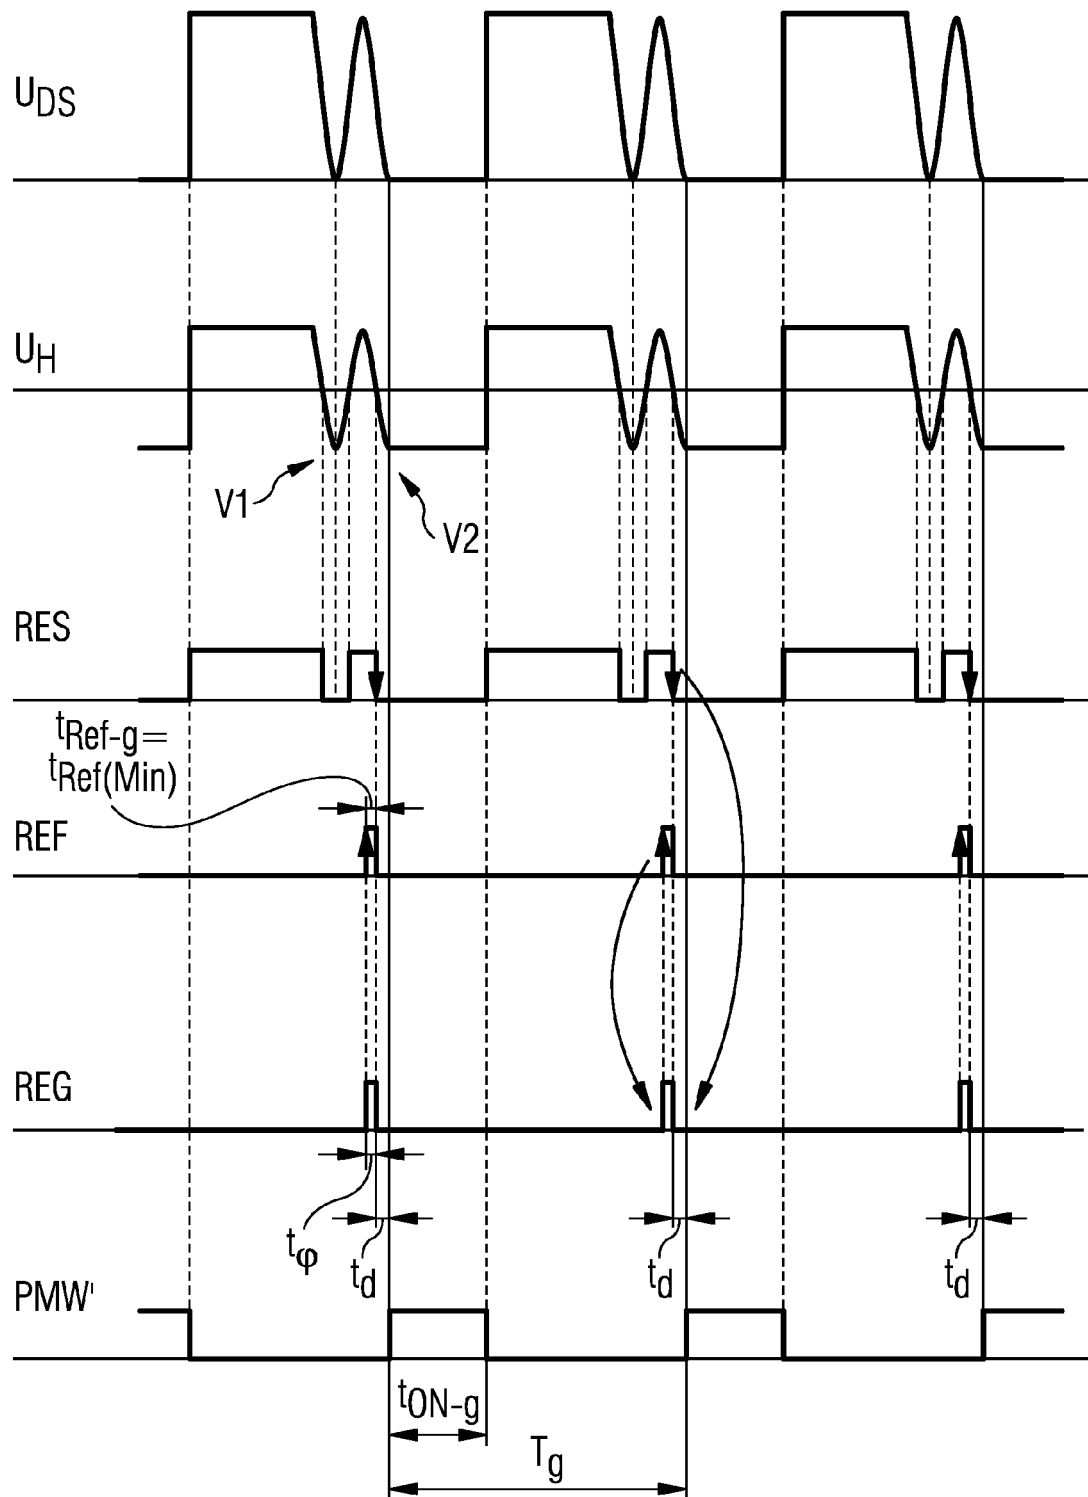 UDS
UH
V1
V2
RES
tRef-g=
tRef(Min)
REF
REG
tφ
td
td
td
PMW'
tON-g
Tg